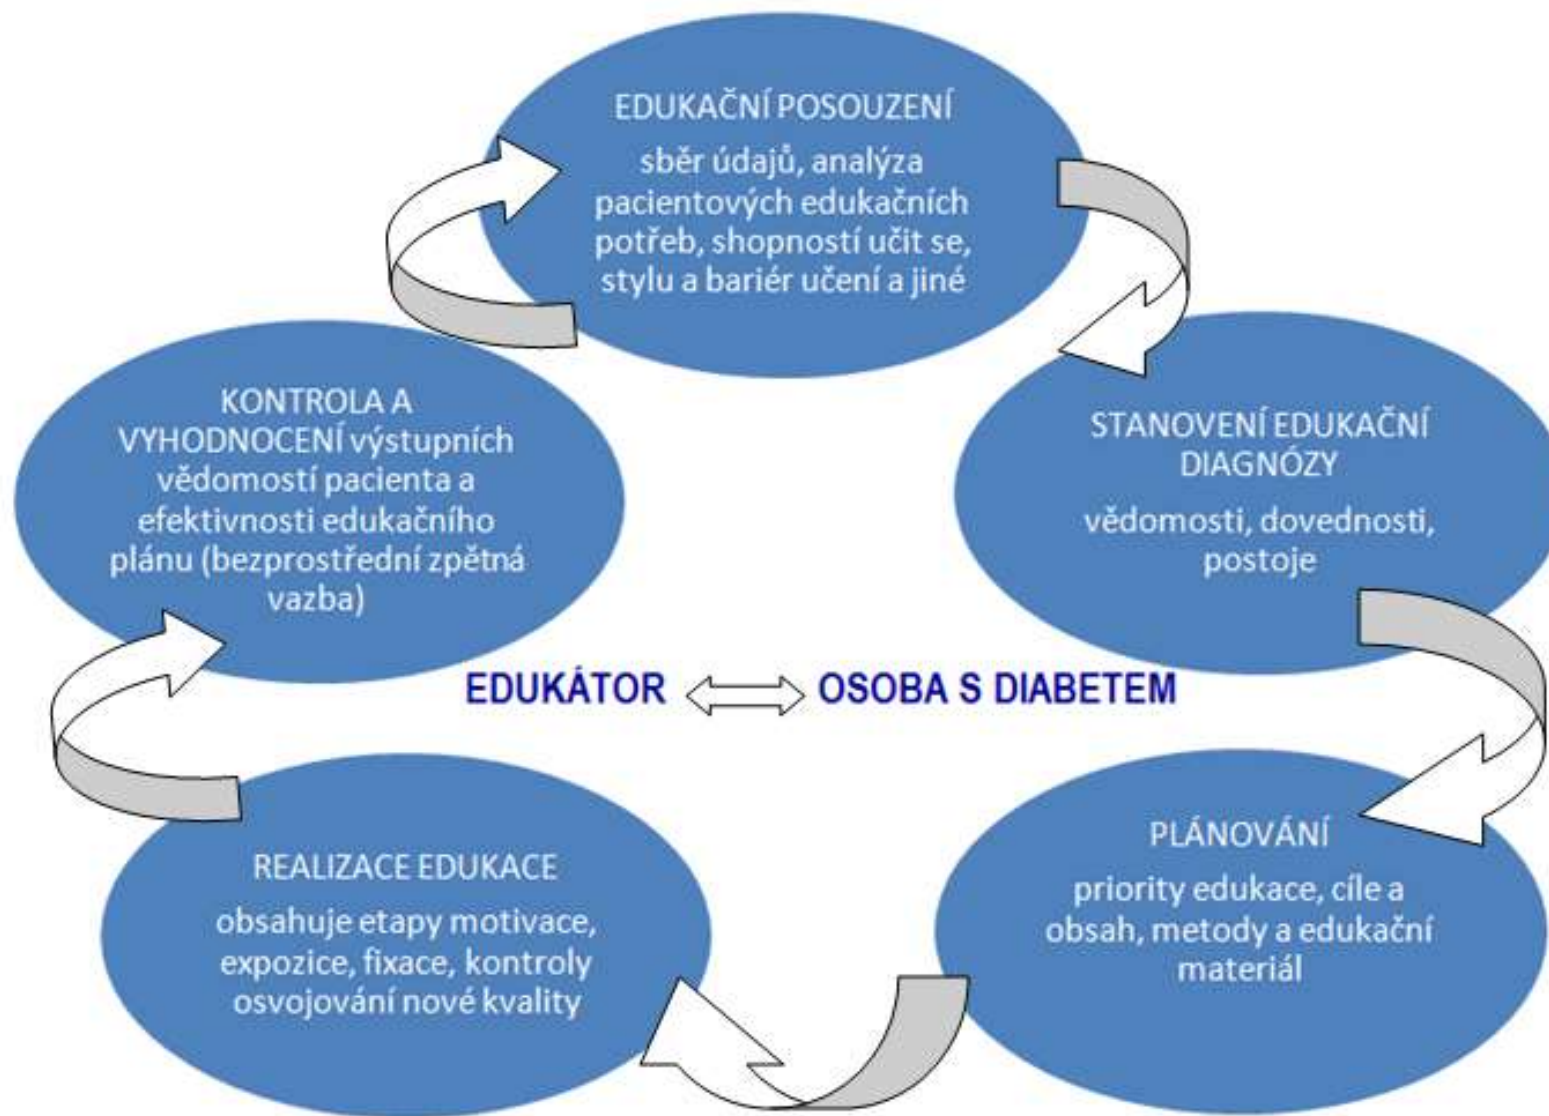 EDUKAČNÍ POSOUZENÍ
sběr údajů, analýza
pacientových edukačních
potřeb, shopností učit se,
stylu a bariér učení a jiné
STANOVENÍ EDUKAČNÍ
DIAGNÓZY
vědomosti, dovednosti,
postoje
PLÁNOVÁNÍ
priority edukace, cíle a
obsah, metody a edukační
materiál
REALIZACE EDUKACE
obsahuje etapy motivace,
expozice, fixace, kontroly
osvojování nové kvality
KONTROLA A
VYHODNOCENÍ výstupních
vědomostí pacienta a
efektivnosti edukačního
plánu (bezprostřední zpětná
vazba)
EDUKÁTOR OSOBA S DIABETEM